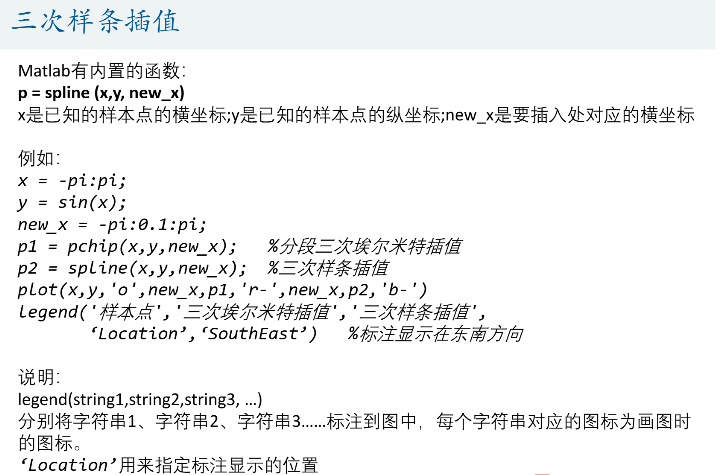 三次样条插值
Matlab有内置的函数：
p = spline (x,y, new_x)
x是已知的样本点的横坐标;y是已知的样本点的纵坐标;new_x是要插入处对应的横坐标
例如：
x = -pi:pi;
y = sin(x);
new_x = -pi:0.1:pi;
p1 = pchip(x,y,new_x);   %分段三次埃尔米特插值
p2 = spline(x,y,new_x);  %三次样条插值
plot(x,y,'o',new_x,p1,'r-',new_x,p2,'b-')
legend('样本点','三次埃尔米特插值','三次样条插值',
‘Location’,‘SouthEast’)   %标注显示在东南方向
说明：
legend(string1,string2,string3, …)
分别将字符串1、字符串2、字符串3……标注到图中，每个字符串对应的图标为画图时
的图标。
‘Location’用来指定标注显示的位置